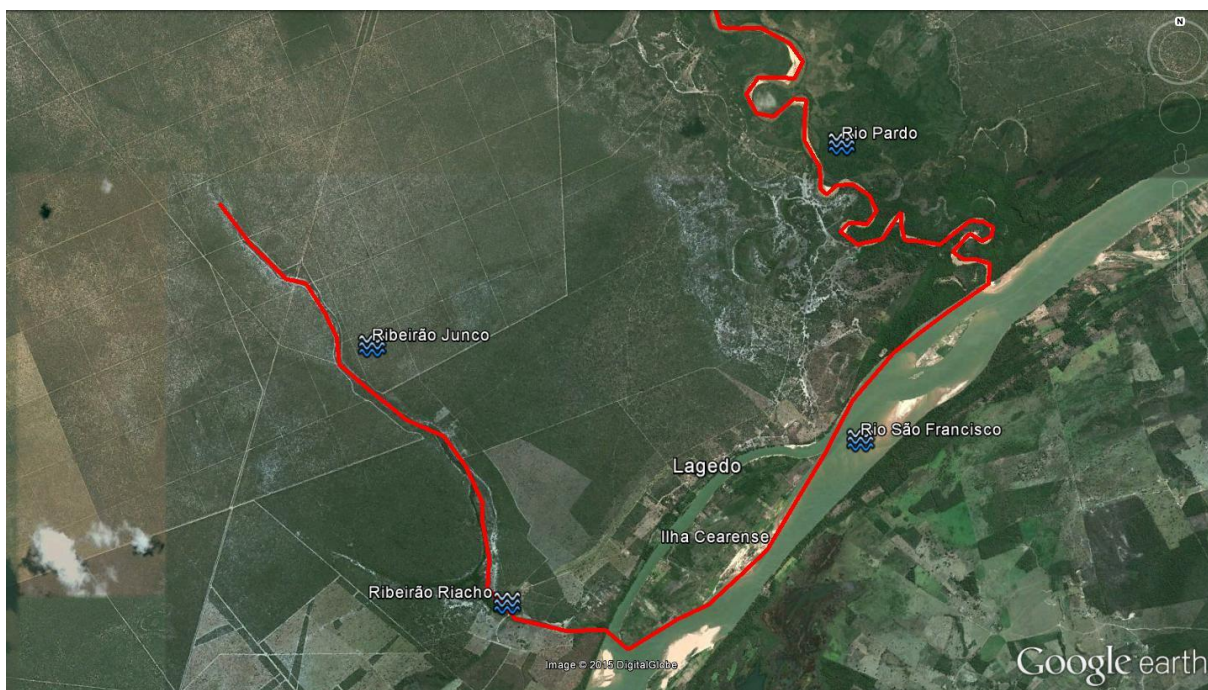 N
Rio Pardo
Ribeirão Junco
Rio São Francisco
Lagedo
Ilha Cearense
Ribeirão Riacho
Image © 2015 DigitalGlobe
Google earth